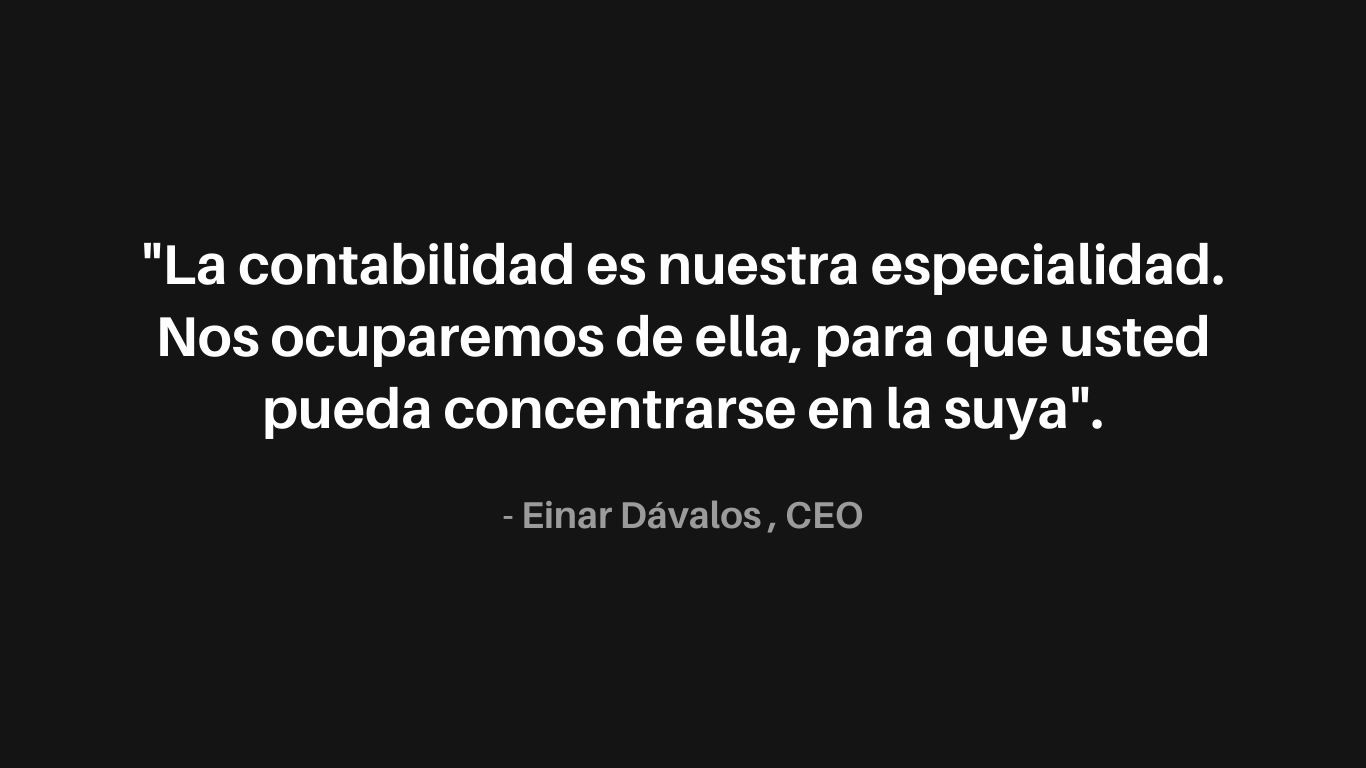 "La contabilidad es nuestra especialidad.
Nos ocuparemos de ella, para que usted
pueda concentrarse en la suya".
- Einar Dávalos , CEO